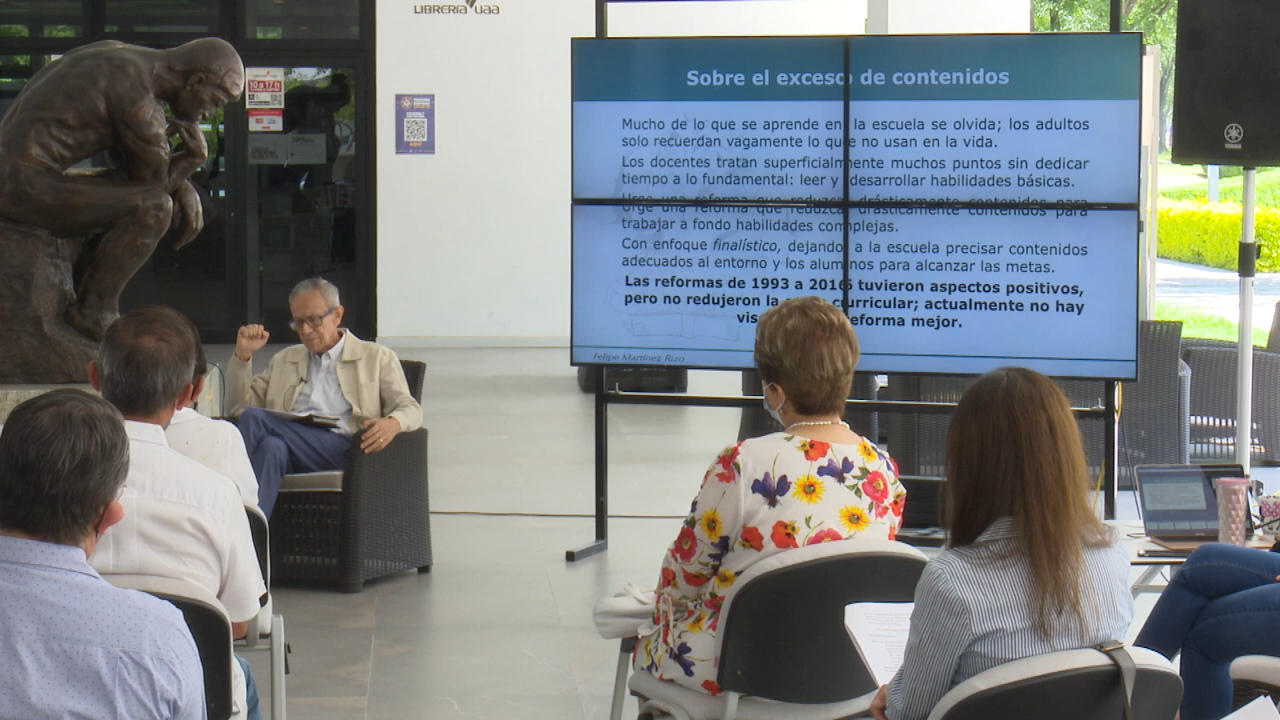 LIBRERÍA UAA
10 a 17 h
Sobre el exceso de contenidos
Mucho de lo que se aprende en la escuela se olvida; los adultos
solo recuerdan vagamente lo que no usan en la vida.
Los docentes tratan superficialmente muchos puntos sin dedicar
tiempo a lo fundamental: leer y desarrollar habilidades básicas.
Urge una reforma que reduzca drásticamente contenidos para
trabajar a fondo habilidades complejas.
Con enfoque finalístico, dejando a la escuela precisar contenidos
adecuados al entorno y los alumnos para alcanzar las metas.
Las reformas de 1993 a 2016 tuvieron aspectos positivos,
pero no redujeron la curricular; actualmente no hay
reforma mejor.
Felipe Martínez Rizo
YAMAHA